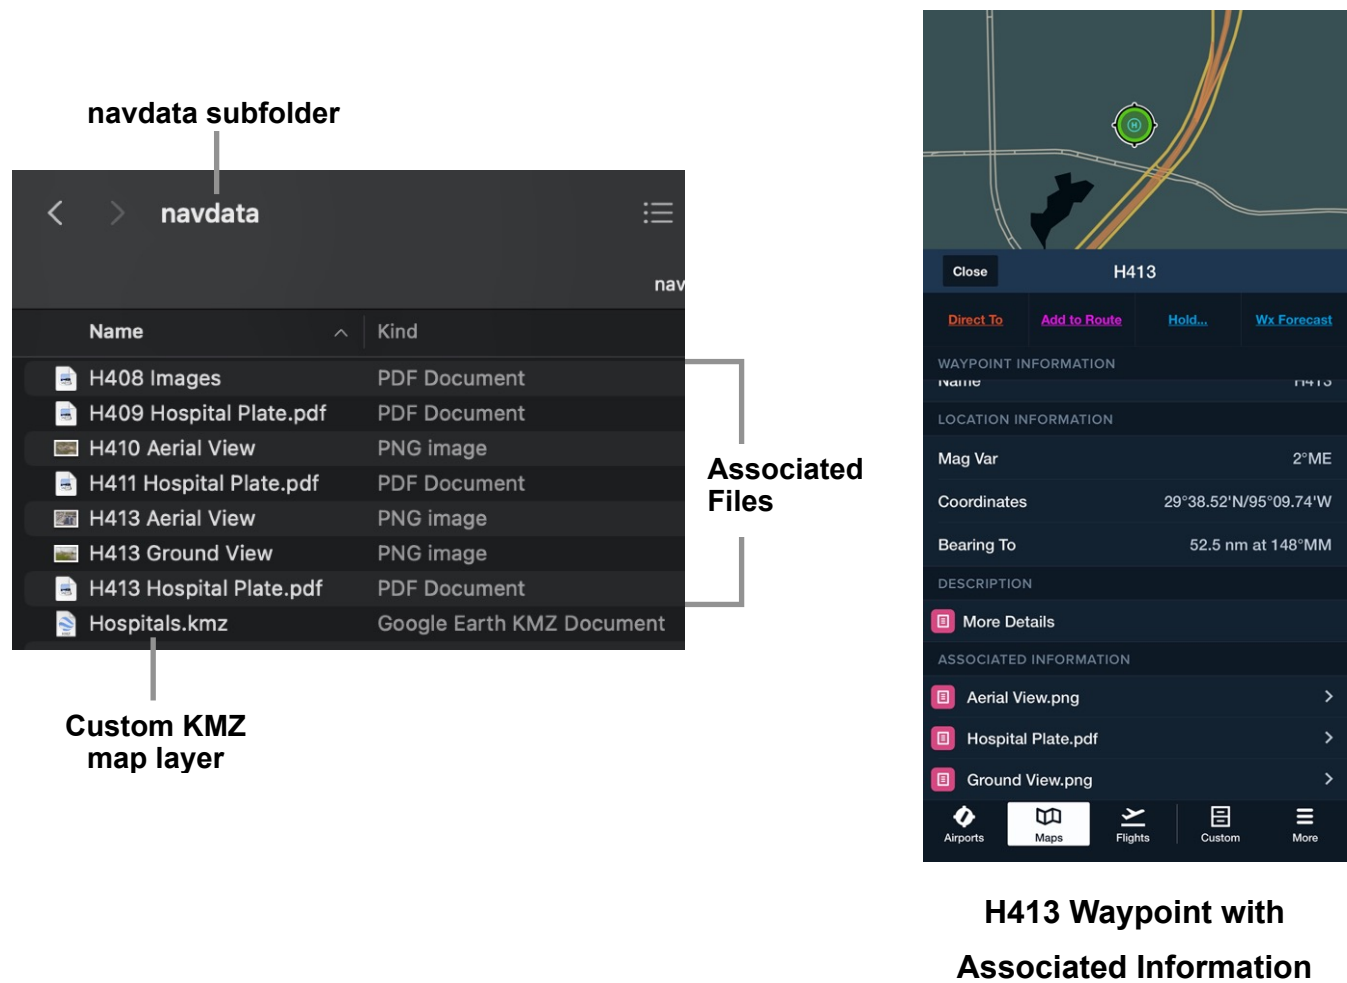 navdata subfolder
navdata
nav
Name Kind
H408 Images PDF Document
H409 Hospital Plate.pdf PDF Document
H410 Aerial View PNG image
H411 Hospital Plate.pdf PDF Document
H413 Aerial View PNG image
H413 Ground View PNG image
H413 Hospital Plate.pdf PDF Document
Hospitals.kmz Google Earth KMZ Document
Associated
Files
Custom KMZ
map layer
H
Close H413
Direct To Add to Route Hold... Wx Forecast
WAYPOINT INFORMATION
Name H413
LOCATION INFORMATION
Mag Var 2°ME
Coordinates 29°38.52'N/95°09.74'W
Bearing To 52.5 nm at 148°MM
DESCRIPTION
More Details
ASSOCIATED INFORMATION
Aerial View.png
Hospital Plate.pdf
Ground View.png
Airports Maps Flights Custom More
H413 Waypoint with
Associated Information